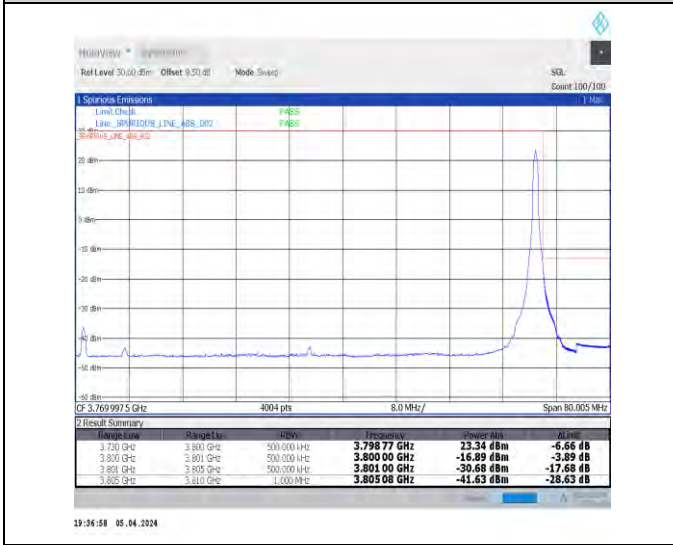 MultiView
Ref Level 30.00 dBm Offset 9.50 dB Mode Sweep SGL
Count 100/100
1 Spurious Emissions
Limit Check PASS
Line _SPURIOUS_LINE_ABS_002 PASS
_SPURIOUS_LINE_ABS_002
20 dBm
10 dBm
0 dBm
-10 dBm
-20 dBm
-30 dBm
-40 dBm
-50 dBm
-60 dBm
CF 3.7699975 GHz 4004 pts 8.0 MHz/ Span 80.005 MHz
2 Result Summary
Range Low Range Up RBW Frequency Power Abs ΔLimit
3.730 GHz 3.800 GHz 500.000 kHz 3.79877 GHz 23.34 dBm -6.66 dB
3.800 GHz 3.801 GHz 500.000 kHz 3.80000 GHz -16.89 dBm -3.89 dB
3.801 GHz 3.805 GHz 500.000 kHz 3.80100 GHz -30.68 dBm -17.68 dB
3.805 GHz 3.810 GHz 1.000 MHz 3.80508 GHz -41.63 dBm -28.63 dB
19:36:58 05.04.2024